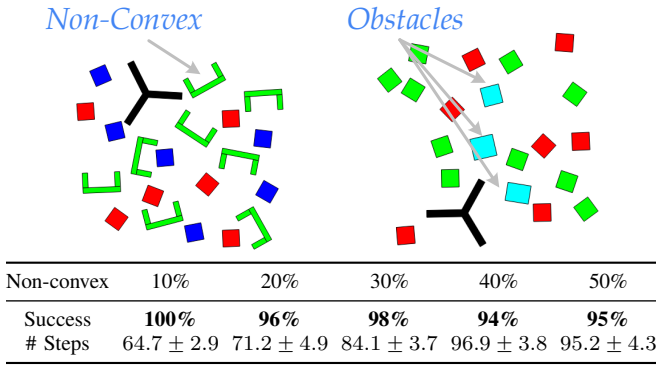 Non-Convex Obstacles
Non-convex 10% 20% 30% 40% 50%
Success 100% 96% 98% 94% 95%
# Steps 64.7 ± 2.9 71.2 ± 4.9 84.1 ± 3.7 96.9 ± 3.8 95.2 ± 4.3